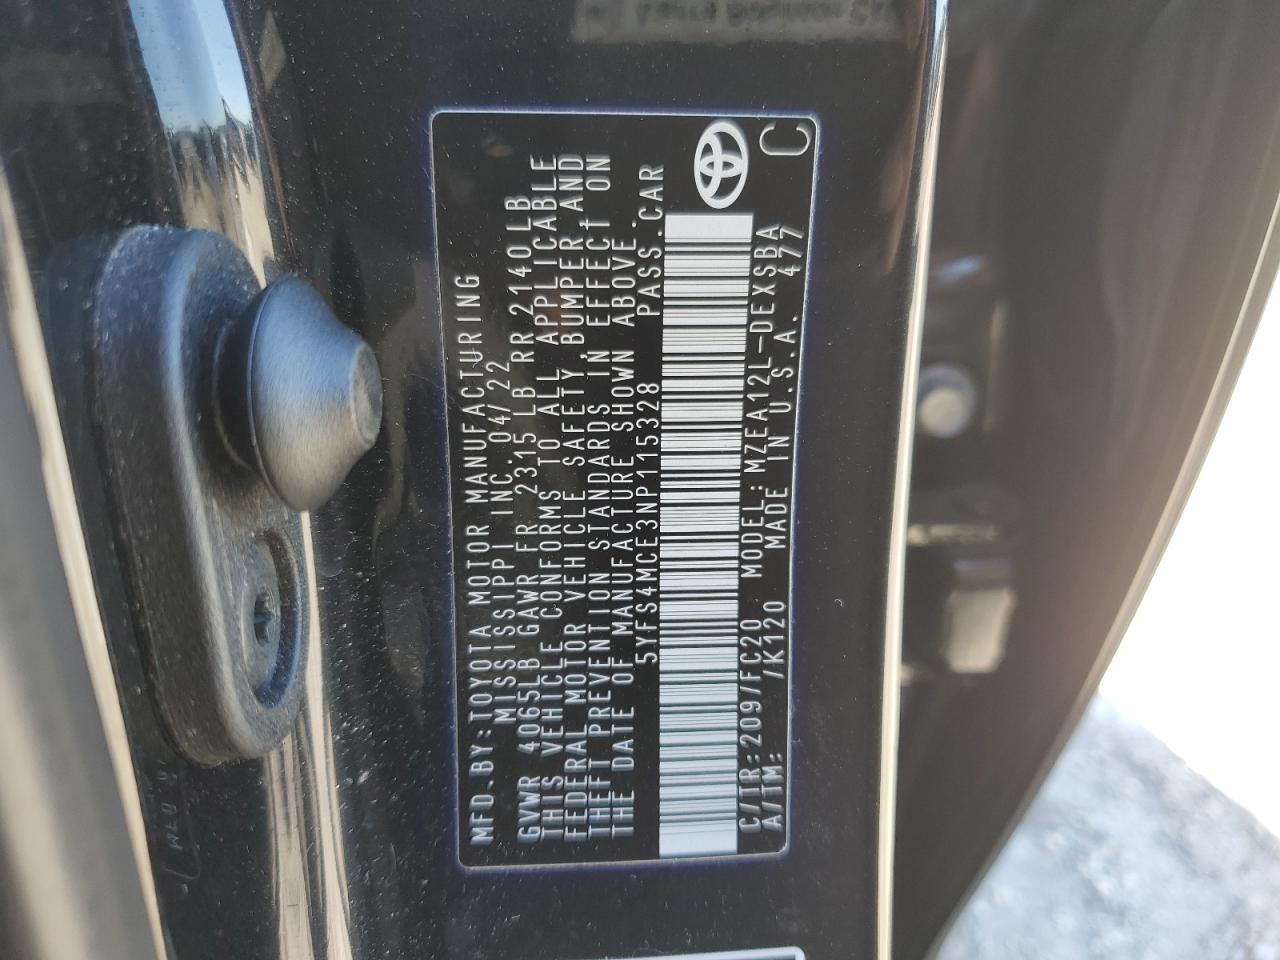 MFD.BY:TOYOTA MOTOR MANUFACTURING
MISSISSIPPI INC. 04/22
GVWR 4065LB GAWR FR 2315 LB RR 2140 LB
THIS VEHICLE CONFORMS TO ALL APPLICABLE
FEDERAL MOTOR VEHICLE SAFETY, BUMPER, AND
THEFT PREVENTION STANDARDS IN EFFECT ON
THE DATE OF MANUFACTURE SHOWN ABOVE.
5YFS4MCE3NP115328 PASS.CAR
C/TR:209/FC20 MODEL:MZEA12L-DEXSBA
A/TM: /K120 MADE IN U.S.A. 477
C